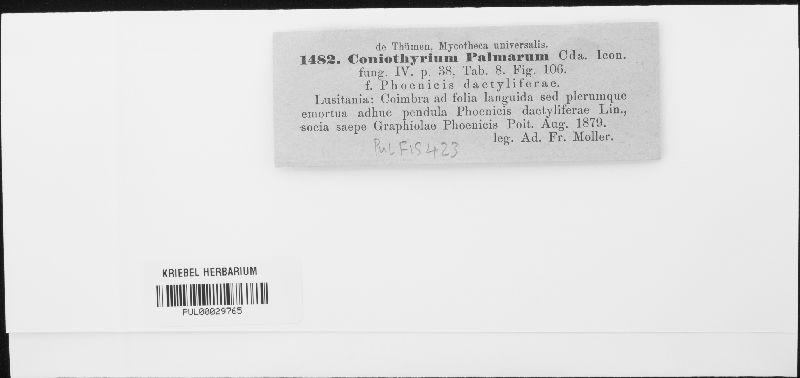 de Thümen, Mycotheca universalis.
1482. Coniothyrium Palmarum Cda. Icon.
fung. IV. p. 38. Tab. 8. Fig. 106.
f. Phoenicis dactyliferae.
Lusitania: Coimbra ad folia languida sed plerumque
emortua adhuc pendula Phoenicis dactyliferae Lin.,
socia saepe Graphiolae Phoenicis Poit. Aug. 1879.
leg. Ad. Fr. Moller.
PUL F15423
KRIEBEL HERBARIUM
PUL00029765